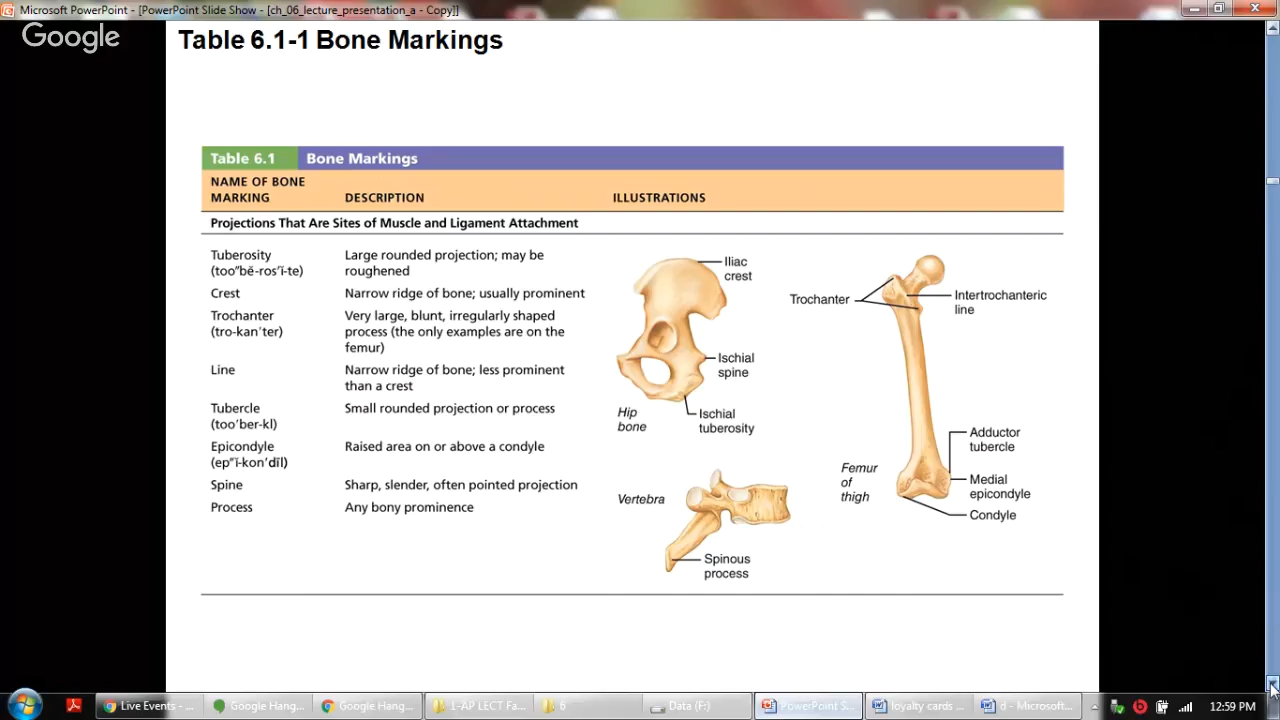 Microsoft PowerPoint - [PowerPoint Slide Show - [ch_06_lecture_presentation_a - Copy]]
Google
Table 6.1-1 Bone Markings
Table 6.1 Bone Markings
NAME OF BONE
MARKING DESCRIPTION ILLUSTRATIONS
Projections That Are Sites of Muscle and Ligament Attachment
Tuberosity Large rounded projection; may be
(too″bĕ-ros′ĭ-te) roughened
Crest Narrow ridge of bone; usually prominent
Trochanter Very large, blunt, irregularly shaped
(tro-kan′ter) process (the only examples are on the
femur)
Line Narrow ridge of bone; less prominent
than a crest
Tubercle Small rounded projection or process
(too′ber-kl)
Epicondyle Raised area on or above a condyle
(ep″ĭ-kon′dīl)
Spine Sharp, slender, often pointed projection
Process Any bony prominence
Iliac
crest
Ischial
spine
Ischial
tuberosity
Hip
bone
Vertebra
Spinous
process
Trochanter
Intertrochanteric
line
Adductor
tubercle
Medial
epicondyle
Condyle
Femur
of
thigh
Live Events - ...
Google Hang...
Google Hang...
1-AP LECT Fa...
Data (F:)
PowerPoint S...
loyalty cards ...
d - Microsoft...
12:59 PM